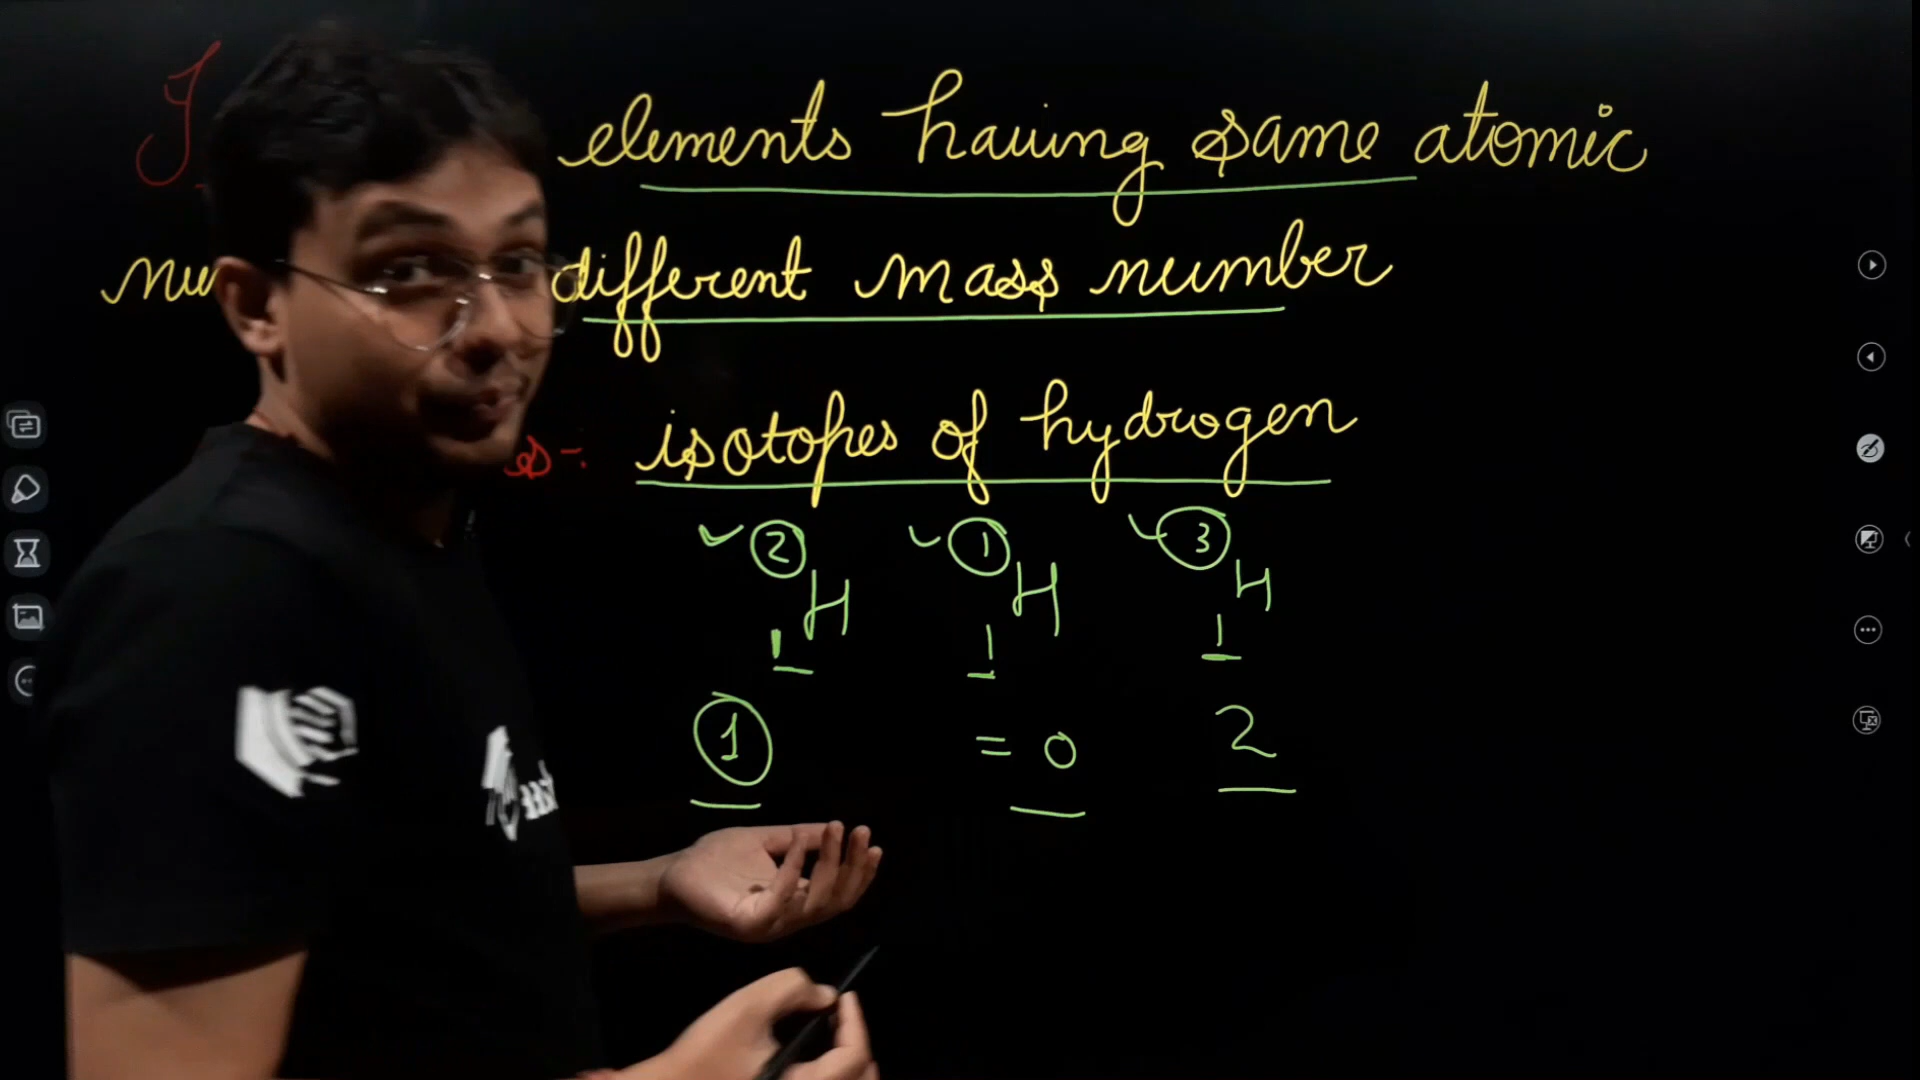 elements having same atomic
different mass number
isotopes of hydrogen
2 1 3
H H H
1 1 1
1 = 0 2